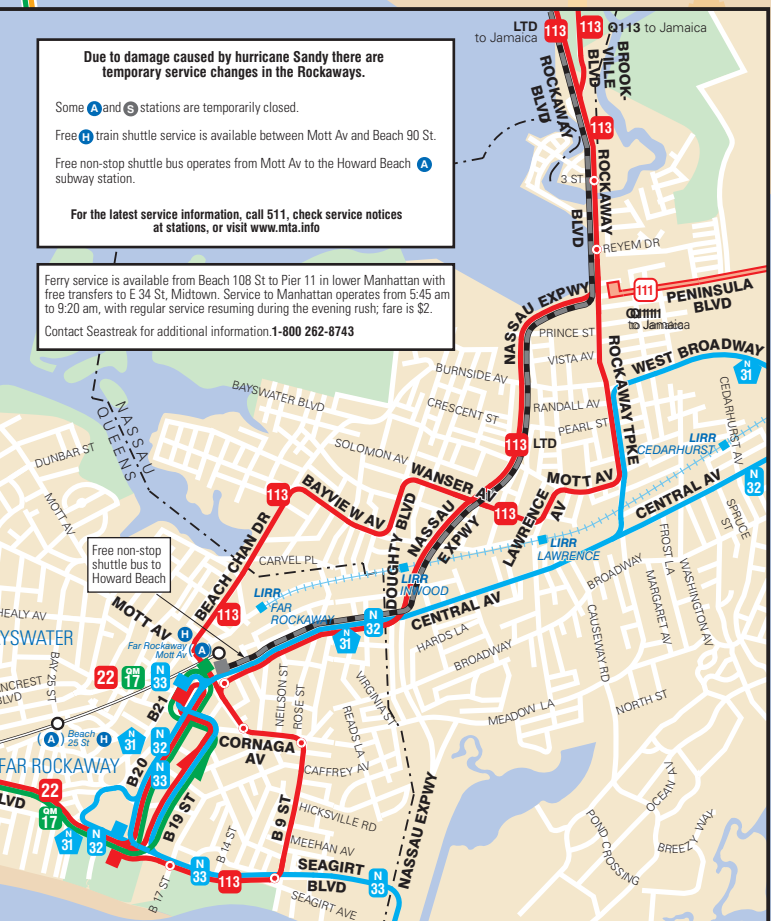 LTD
to Jamaica
113
113
Q113 to Jamaica
BROOK-
VILLE
BLVD
ROCKAWAY
BLVD
Due to damage caused by hurricane Sandy there are
temporary service changes in the Rockaways.
Some A and S stations are temporarily closed.
Free H train shuttle service is available between Mott Av and Beach 90 St.
Free non-stop shuttle bus operates from Mott Av to the Howard Beach A
subway station.
For the latest service information, call 511, check service notices
at stations, or visit www.mta.info
113
3 ST
ROCKAWAY
BLVD
REYEM DR
Ferry service is available from Beach 108 St to Pier 11 in lower Manhattan with
free transfers to E 34 St, Midtown. Service to Manhattan operates from 5:45 am
to 9:20 am, with regular service resuming during the evening rush; fare is $2.
Contact Seastreak for additional information.1-800 262-8743
111
PENINSULA
BLVD
to Jamaica
NASSAU EXPWY
PRINCE ST
VISTA AV
ROCKAWAY TPKE
WEST BROADWAY
N
31
BURNSIDE AV
BAYSWATER BLVD
CRESCENT ST
RANDALL AV
PEARL ST
CEDARHURST AV
NASSAU
QUEENS
LIRR
CEDARHURST
DUNBAR ST
SOLOMON AV
113 LTD
WANSER AV
MOTT AV
CENTRAL AV
N
32
MOTT AV
113
BAYVIEW AV
113
LAWRENCE
AV
SPRUCE
ST
BEACH CHAN DR
DOUGHTY BLVD
NASSAU
EXPWY
LIRR
LAWRENCE
FROST LA
Free non-stop
shuttle bus to
Howard Beach
CARVEL PL
LIRR
INWOOD
BROADWAY
MARGARET AV
WASHINGTON AV
LIRR
FAR
ROCKAWAY
MOTT AV
H
113
N
32
CENTRAL AV
CAUSEWAY RD
HEALY AV
YSWATER
Far Rockaway
Mott Av
A
N
31
HARDS LA
BROADWAY
BAY 25 ST
22
QM
17
N
33
NCREST
BLVD
NEILSON ST
ROSE ST
VIRGINIA ST
READS LA
MEADOW LA
NORTH ST
B21
(A) Beach
25 St H
N
31
N
32
CORNAGA
AV
FAR ROCKAWAY
B20
N
33
CAFFREY AV
OCEAN AV
22
LVD
QM
17
B19 ST
B 9 ST
HICKSVILLE RD
NASSAU EXPWY
POND CROSSING
BREEZY WAY
N
31
N
32
B 14 ST
MEEHAN AV
B 17 ST
N
33
113
SEAGIRT
BLVD
N
33
SEAGIRT AVE